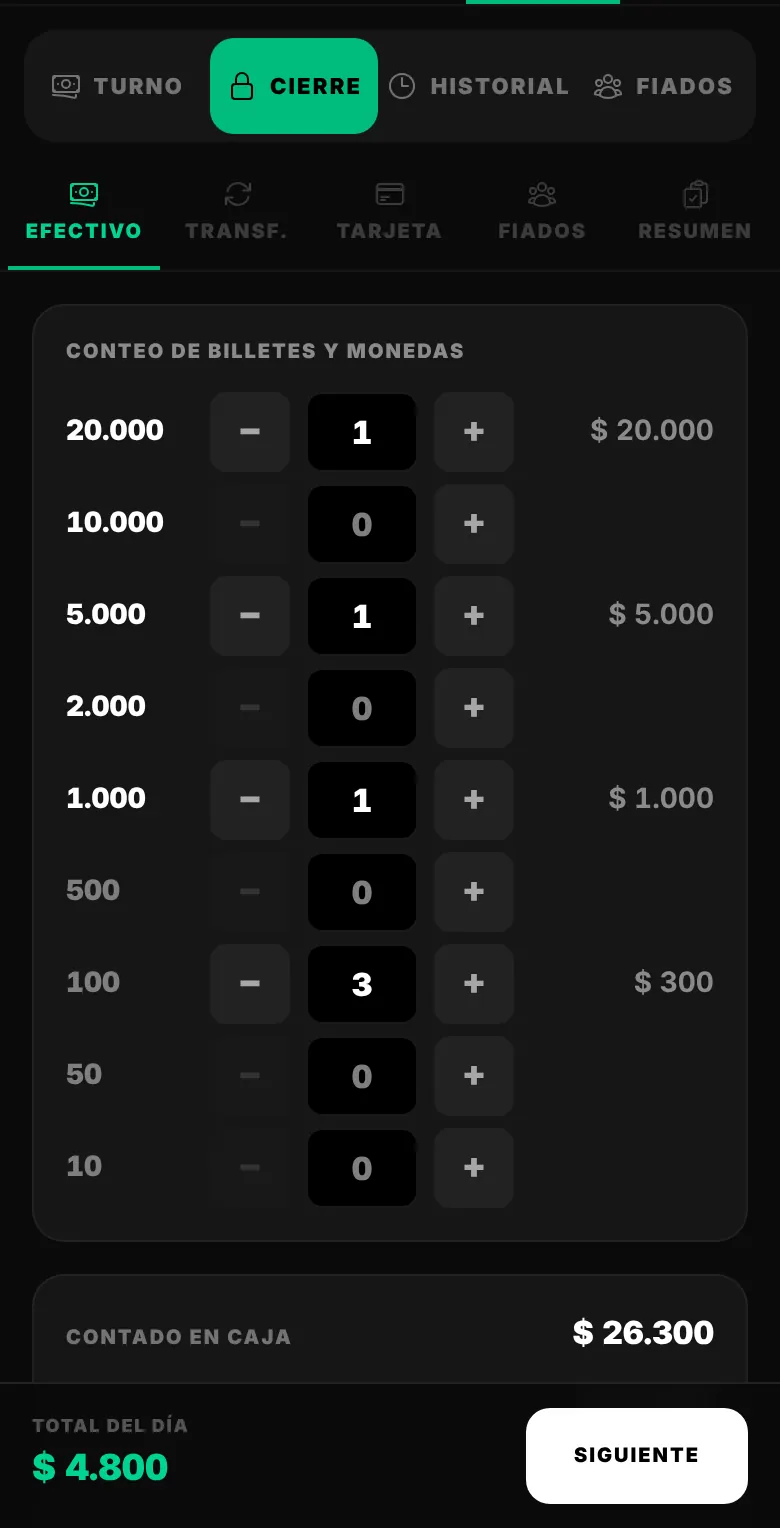 TURNO CIERRE HISTORIAL FIADOS
EFECTIVO TRANSF. TARJETA FIADOS RESUMEN
CONTEO DE BILLETES Y MONEDAS
20.000 − 1 + $ 20.000
10.000 − 0 +
5.000 − 1 + $ 5.000
2.000 − 0 +
1.000 − 1 + $ 1.000
500 − 0 +
100 − 3 + $ 300
50 − 0 +
10 − 0 +
CONTADO EN CAJA $ 26.300
TOTAL DEL DÍA
$ 4.800
SIGUIENTE